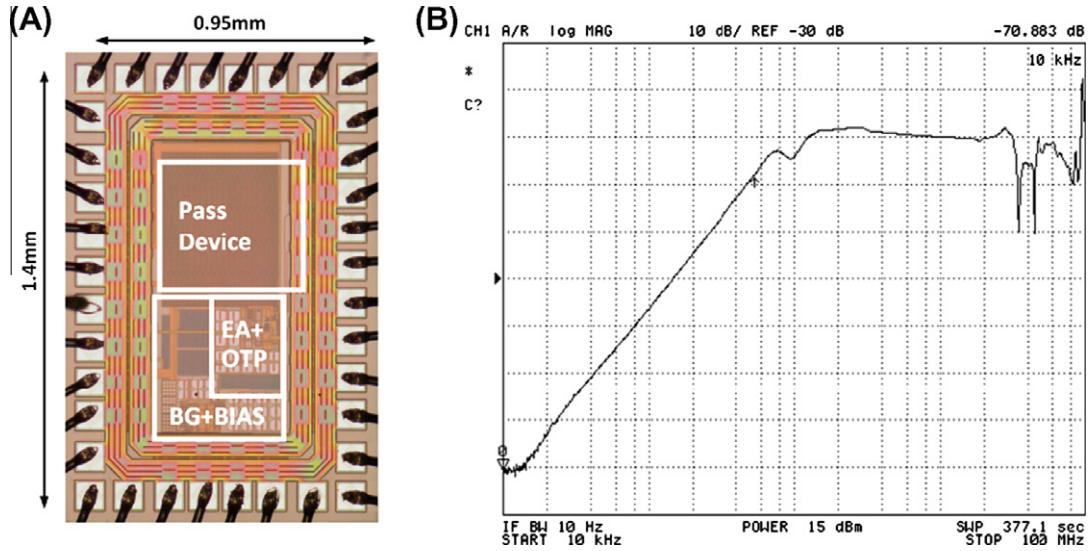 (A)
0.95mm
1.4mm
Pass
Device
EA+
OTP
BG+BIAS
(B)
CH1 A/R log MAG 10 dB/ REF -30 dB -70.883 dB
10 kHz
*
C?
0
IF BW 10 Hz POWER 15 dBm SWP 377.1 sec
START 10 kHz STOP 100 MHz